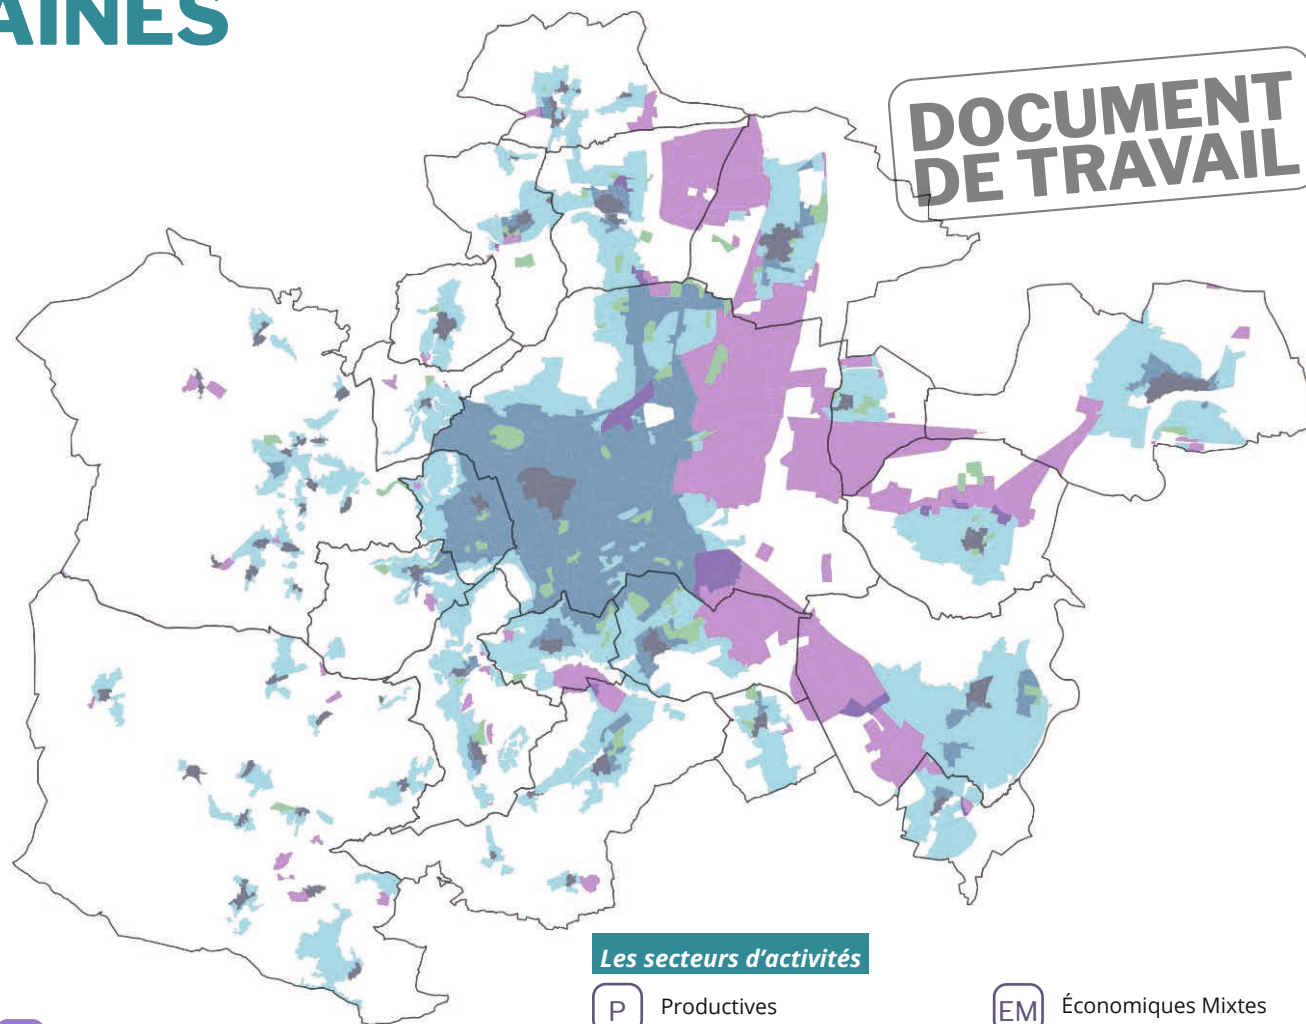 AINES
DOCUMENT
DE TRAVAIL
Les secteurs d'activités
P Productives
EM Économiques Mixtes